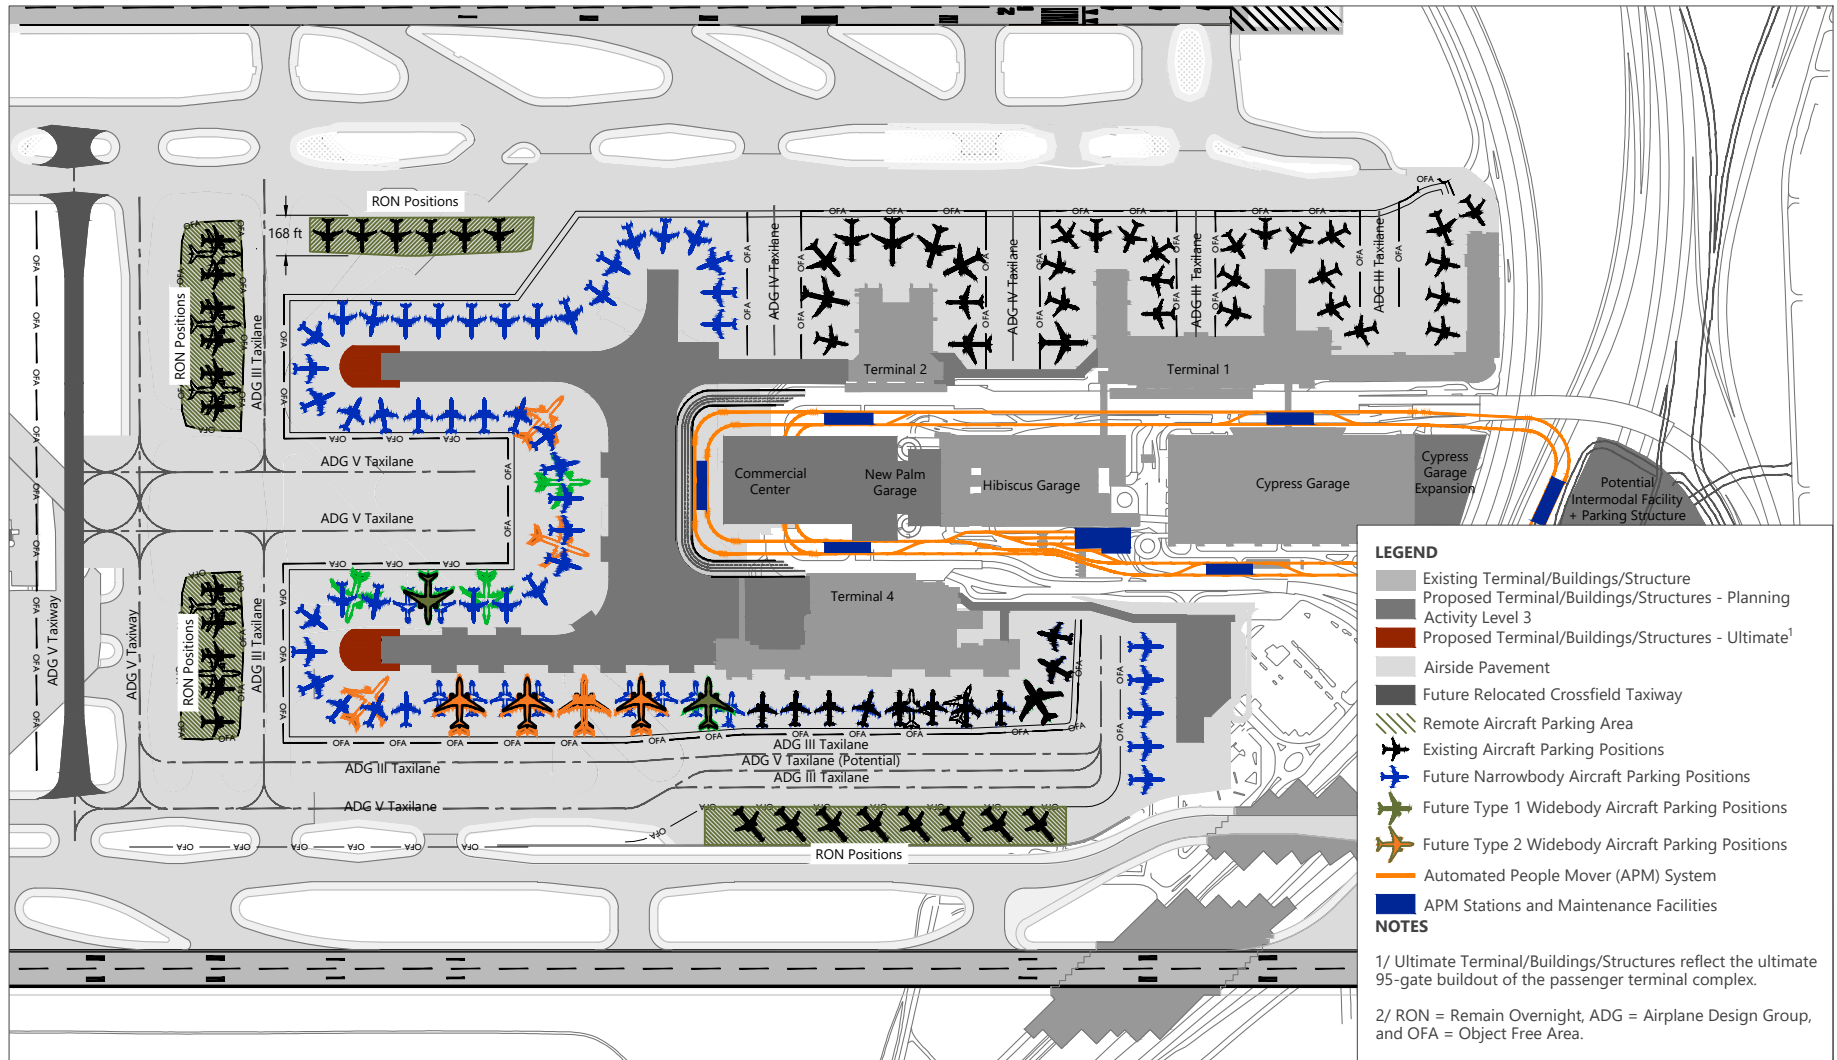 2
RON Positions
168 ft
OFA
ADG IV Taxilane
ADG IV Taxilane
ADG III Taxilane
ADG III Taxilane
RON Positions
ADG III Taxilane
Terminal 2
Terminal 1
ADG V Taxilane
ADG V Taxilane
Commercial
Center
New Palm
Garage
Hibiscus Garage
Cypress Garage
Cypress
Garage
Expansion
Potential
Intermodal Facility
+ Parking Structure
Terminal 4
ADG V Taxiway
ADG V Taxiway
RON Positions
ADG III Taxilane
ADG III Taxilane
ADG V Taxilane (Potential)
ADG III Taxilane
ADG III Taxilane
ADG V Taxilane
RON Positions
LEGEND
Existing Terminal/Buildings/Structure
Proposed Terminal/Buildings/Structures - Planning
Activity Level 3
Proposed Terminal/Buildings/Structures - Ultimate1
Airside Pavement
Future Relocated Crossfield Taxiway
Remote Aircraft Parking Area
Existing Aircraft Parking Positions
Future Narrowbody Aircraft Parking Positions
Future Type 1 Widebody Aircraft Parking Positions
Future Type 2 Widebody Aircraft Parking Positions
Automated People Mover (APM) System
APM Stations and Maintenance Facilities
NOTES
1/ Ultimate Terminal/Buildings/Structures reflect the ultimate
95-gate buildout of the passenger terminal complex.
2/ RON = Remain Overnight, ADG = Airplane Design Group,
and OFA = Object Free Area.